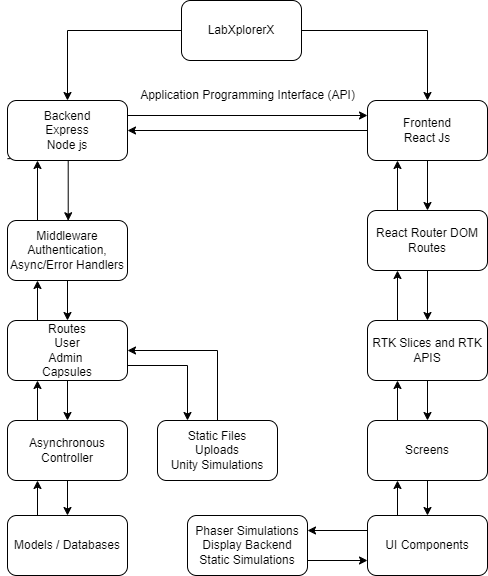 LabXplorerX
Application Programming Interface (API)
Backend
Express
Node js
Frontend
React Js
Middleware
Authentication,
Async/Error Handlers
React Router DOM
Routes
Routes
User
Admin
Capsules
RTK Slices and RTK
APIS
Asynchronous
Controller
Static Files
Uploads
Unity Simulations
Screens
Models / Databases
Phaser Simulations
Display Backend
Static Simulations
UI Components